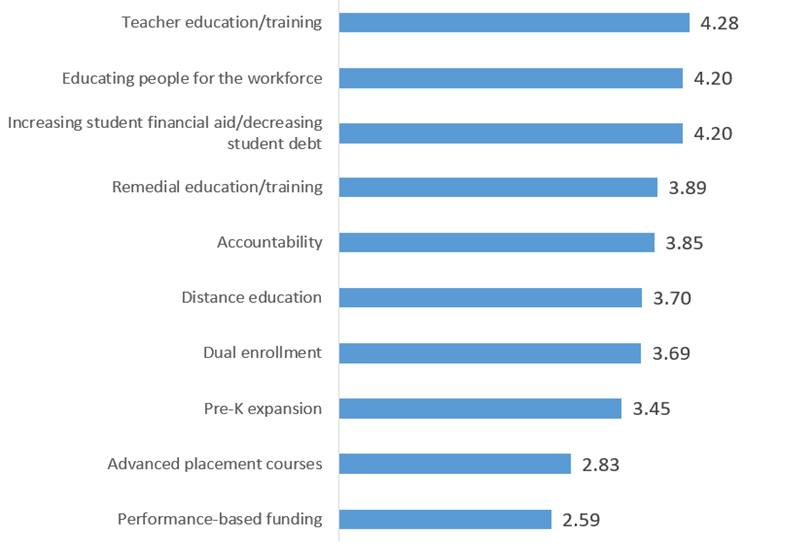 Teacher education/training 4.28
Educating people for the workforce 4.20
Increasing student financial aid/decreasing
student debt 4.20
Remedial education/training 3.89
Accountability 3.85
Distance education 3.70
Dual enrollment 3.69
Pre-K expansion 3.45
Advanced placement courses 2.83
Performance-based funding 2.59